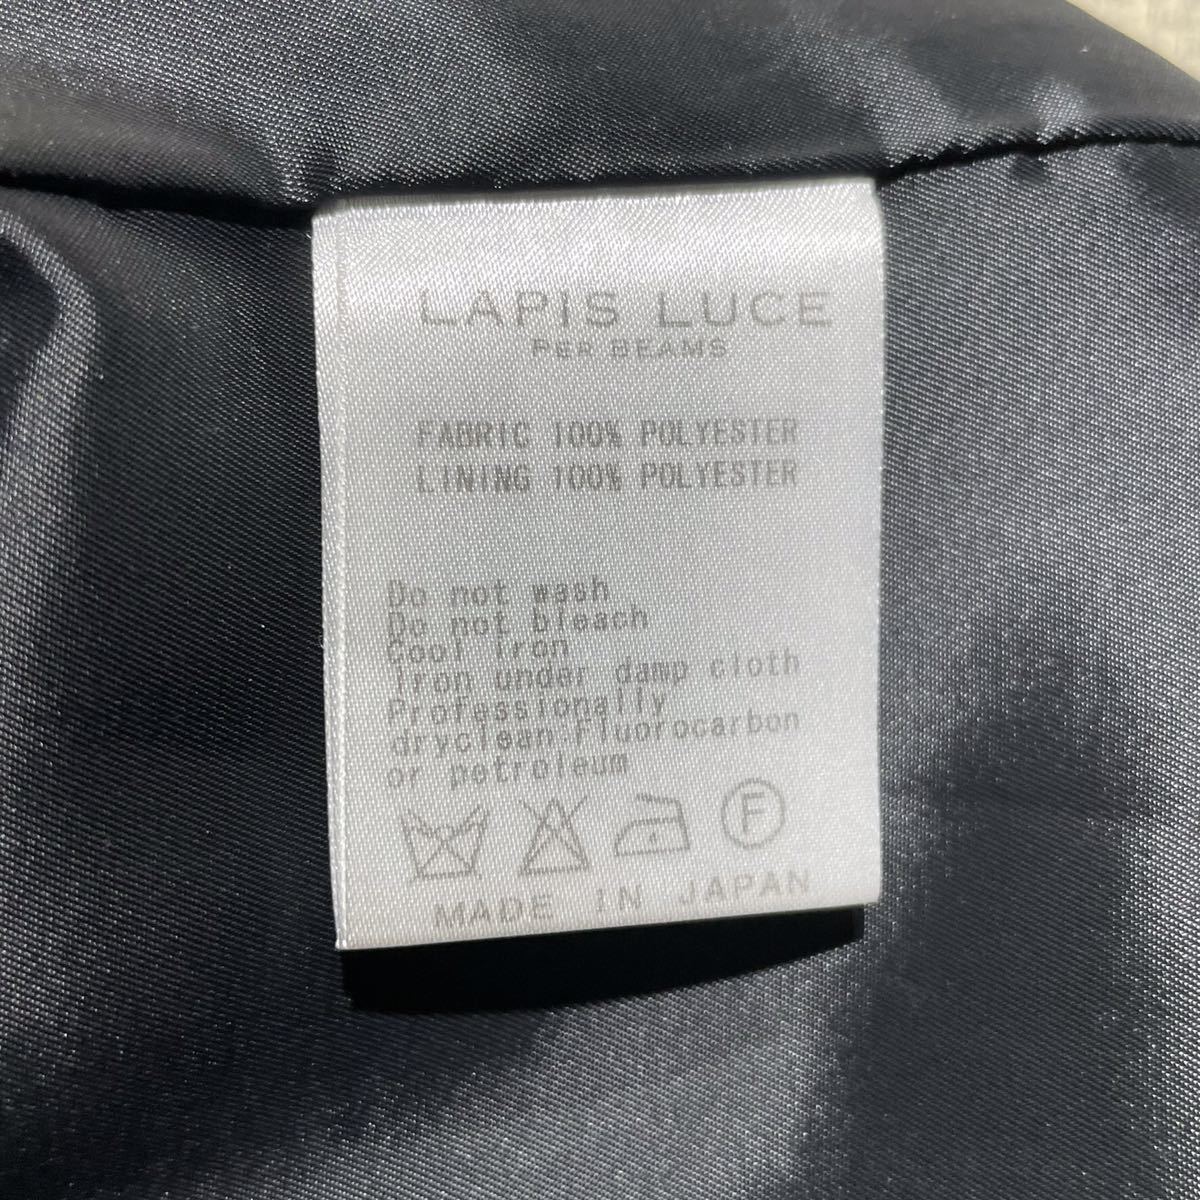 LAPIS LUCE
PER BEAMS
FABRIC 100% POLYESTER
LINING 100% POLYESTER
Do not wash
Do not bleach
Cool iron
Iron under damp cloth
Professionally
dryclean-Fluorocarbon
or petroleum
F
MADE IN JAPAN